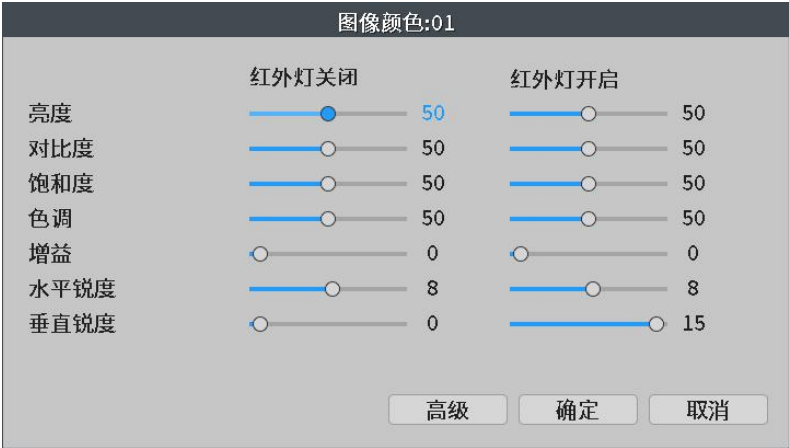 图像颜色:01
红外灯关闭 红外灯开启
亮度 50 50
对比度 50 50
饱和度 50 50
色调 50 50
增益 0 0
水平锐度 8 8
垂直锐度 0 15
高级 确定 取消